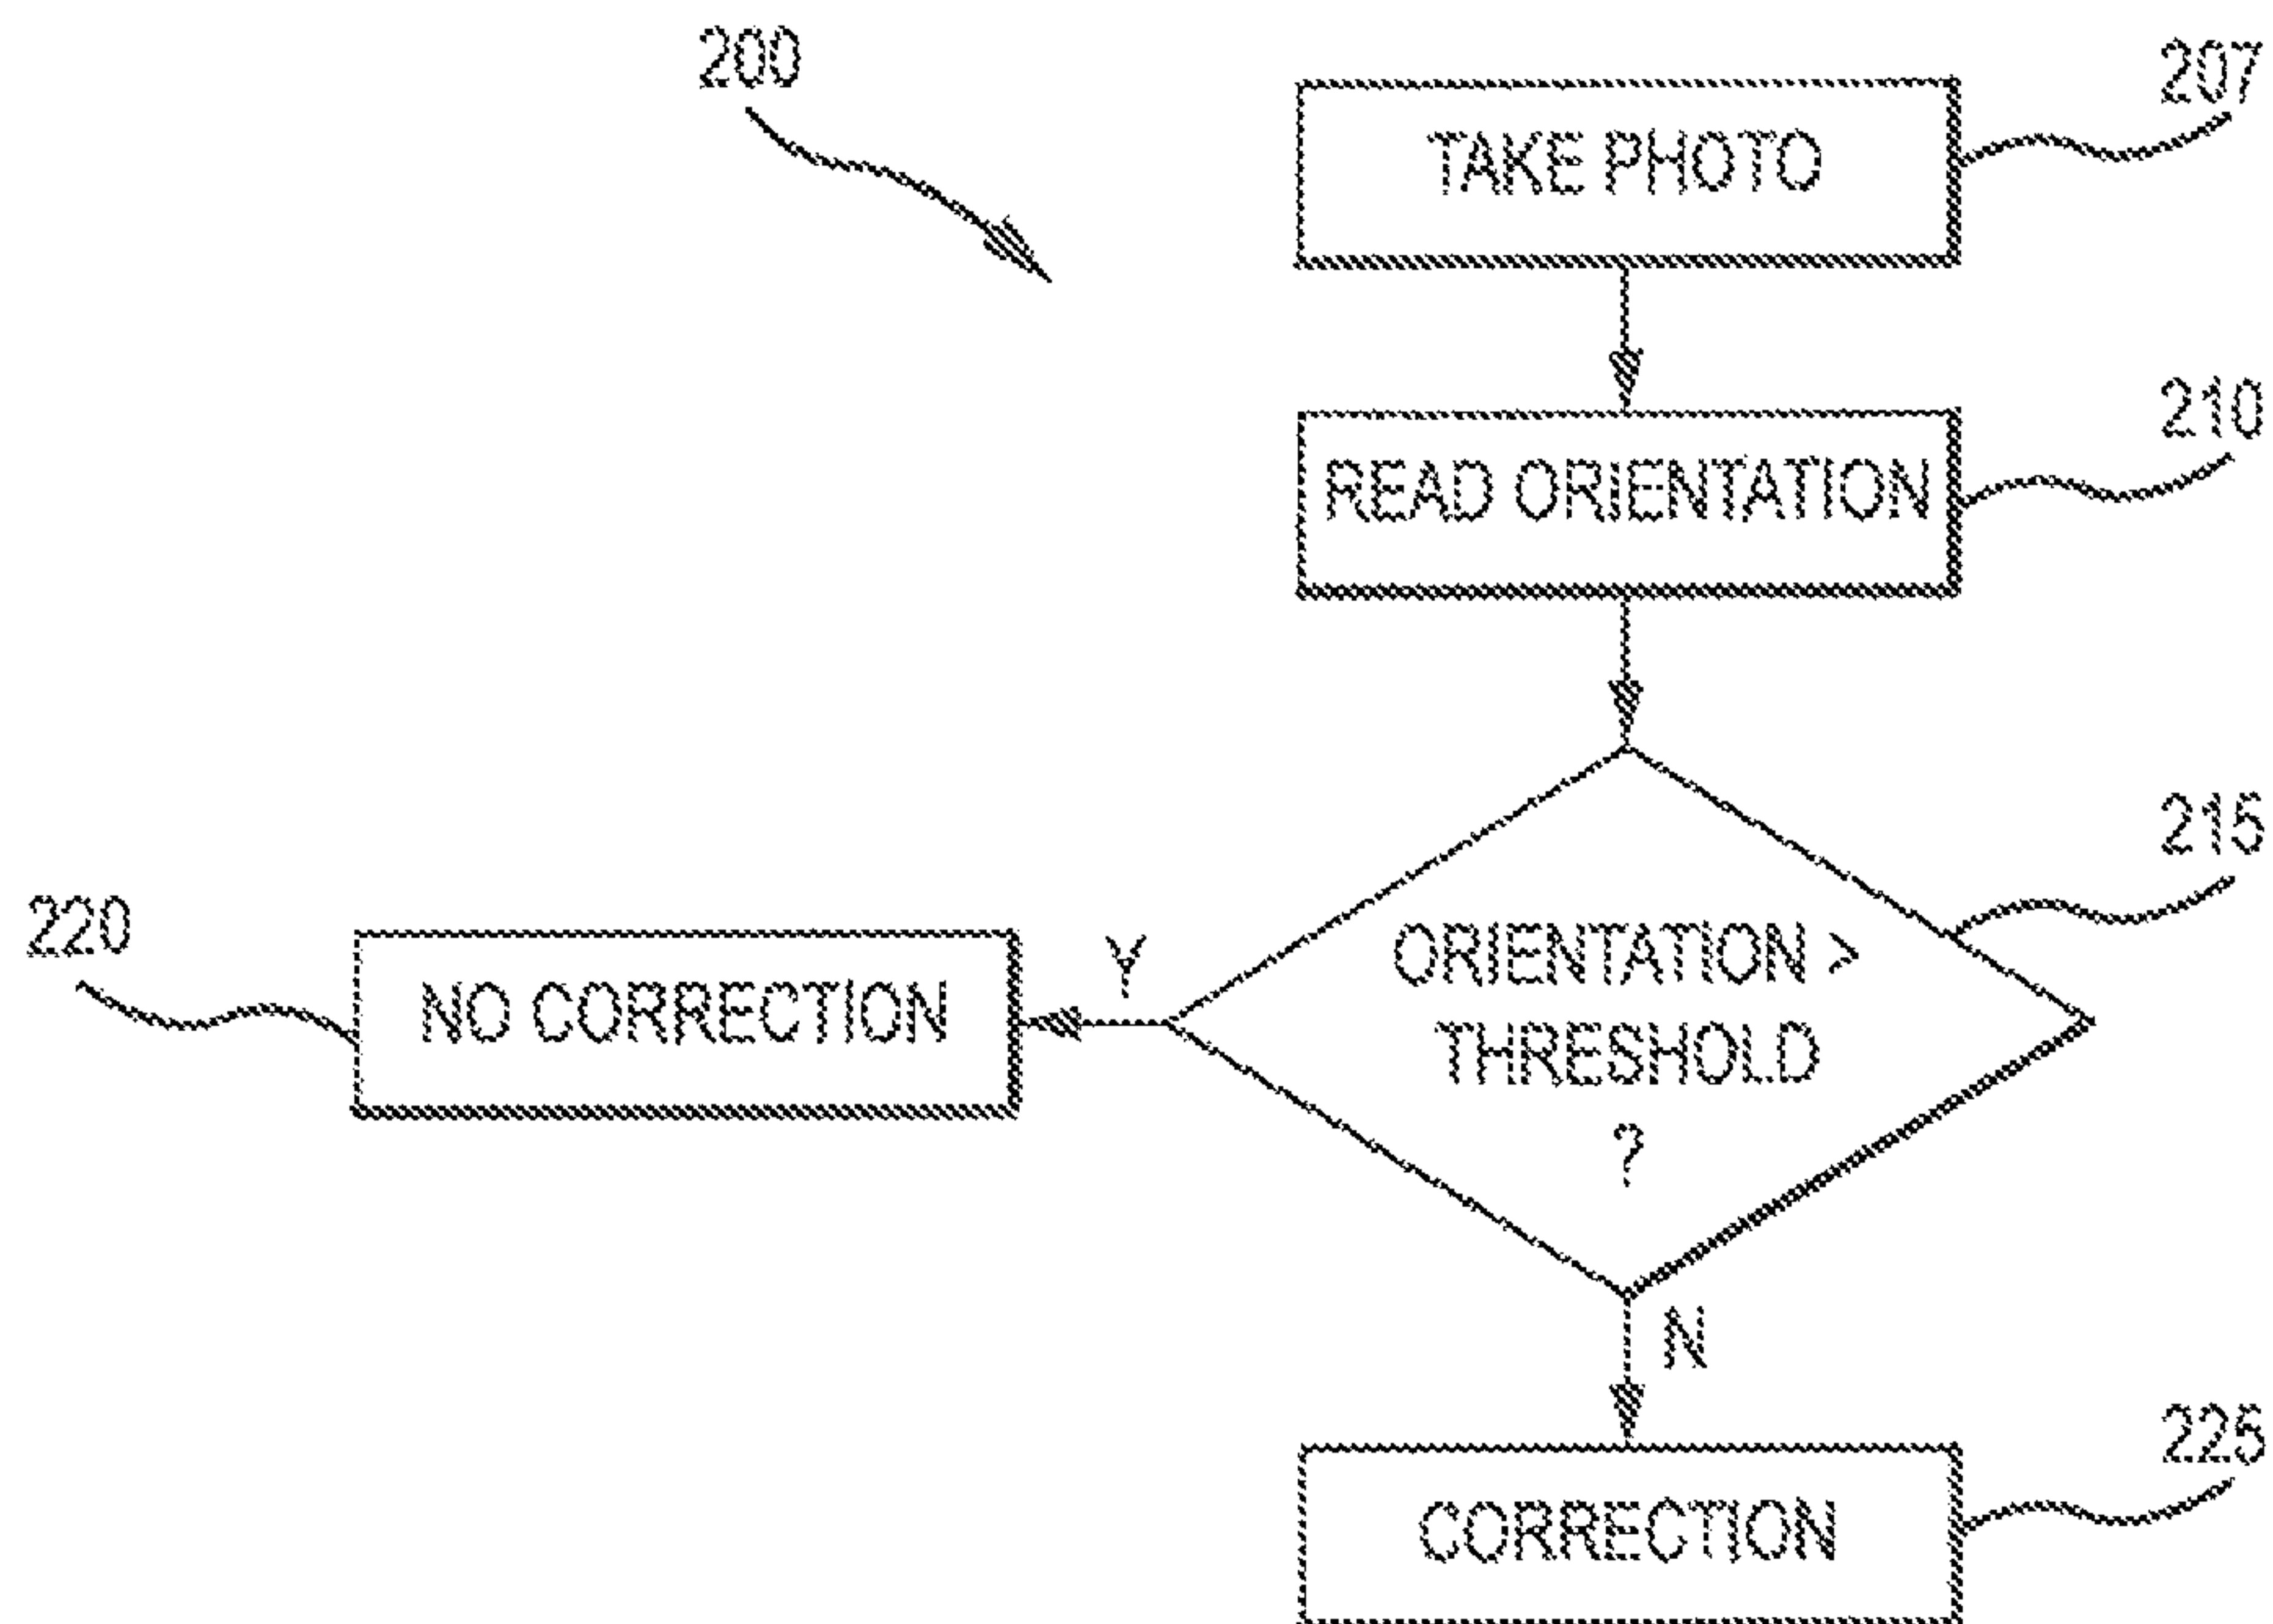 200
207
TAKE PHOTO
210
READ ORIENTATION
215
220
ORIENTATION >
Y
NO CORRECTION
THRESHOLD
?
N
225
CORRECTION